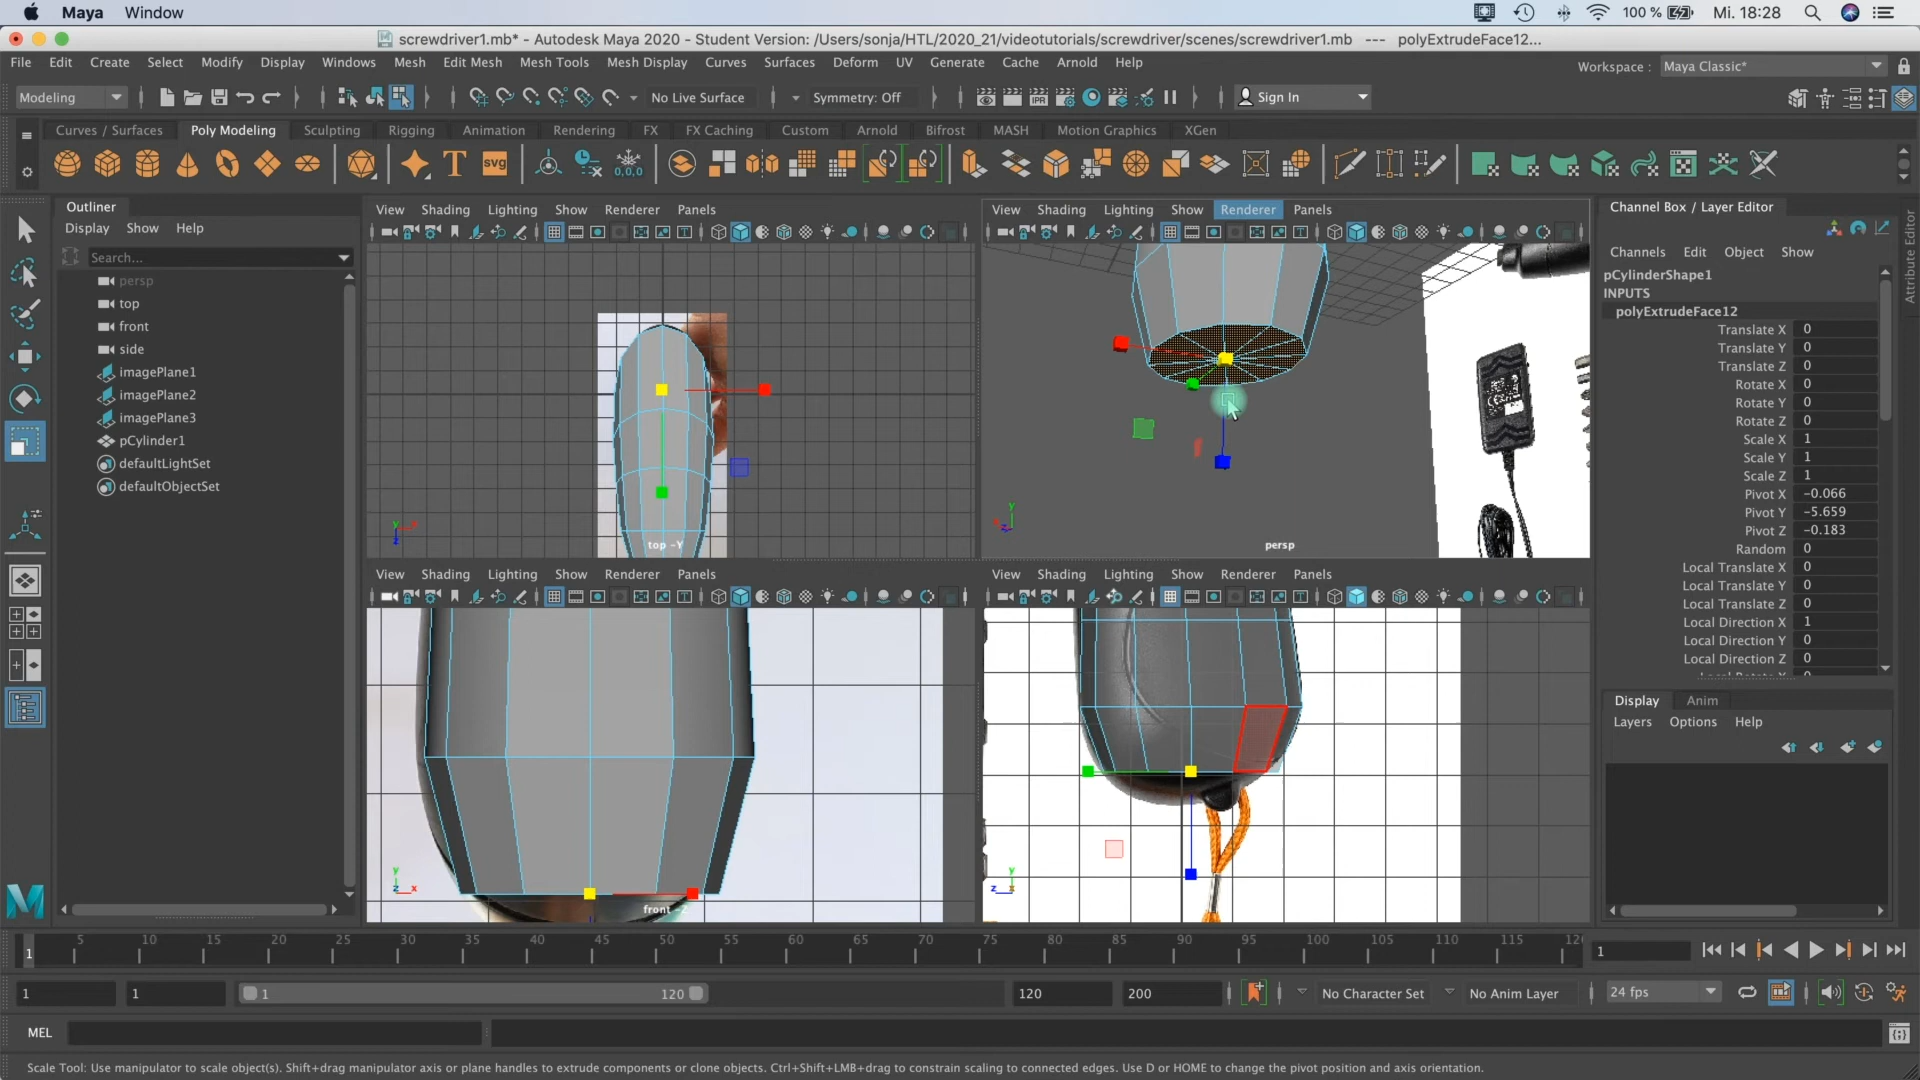 Maya Window 100 % Mi. 18:28
screwdriver1.mb* - Autodesk Maya 2020 - Student Version: /Users/sonja/HTL/2020_21/videotutorials/screwdriver/scenes/screwdriver1.mb --- polyExtrudeFace12...
File Edit Create Select Modify Display Windows Mesh Edit Mesh Mesh Tools Mesh Display Curves Surfaces Deform UV Generate Cache Arnold Help Workspace : Maya Classic*
Modeling No Live Surface Symmetry: Off IPR Sign In
Curves / Surfaces Poly Modeling Sculpting Rigging Animation Rendering FX FX Caching Custom Arnold Bifrost MASH Motion Graphics XGen
T svg 0,0,0
Outliner
Display Show Help
Search...
persp
top
front
side
imagePlane1
imagePlane2
imagePlane3
pCylinder1
defaultLightSet
defaultObjectSet
View Shading Lighting Show Renderer Panels
top -Y
View Shading Lighting Show Renderer Panels
persp
View Shading Lighting Show Renderer Panels
front -Z
View Shading Lighting Show Renderer Panels
Channel Box / Layer Editor
Attribute Editor
Channels Edit Object Show
pCylinderShape1
INPUTS
polyExtrudeFace12
Translate X 0
Translate Y 0
Translate Z 0
Rotate X 0
Rotate Y 0
Rotate Z 0
Scale X 1
Scale Y 1
Scale Z 1
Pivot X -0.066
Pivot Y -5.659
Pivot Z -0.183
Random 0
Local Translate X 0
Local Translate Y 0
Local Translate Z 0
Local Direction X 1
Local Direction Y 0
Local Direction Z 0
Display Anim
Layers Options Help
1 5 10 15 20 25 30 35 40 45 50 55 60 65 70 75 80 85 90 95 100 105 110 115 1
1 1 1 120 120 200 No Character Set No Anim Layer 24 fps
MEL
Scale Tool: Use manipulator to scale object(s). Shift+drag manipulator axis or plane handles to extrude components or clone objects. Ctrl+Shift+LMB+drag to constrain scaling to connected edges. Use D or HOME to change the pivot position and axis orientation.